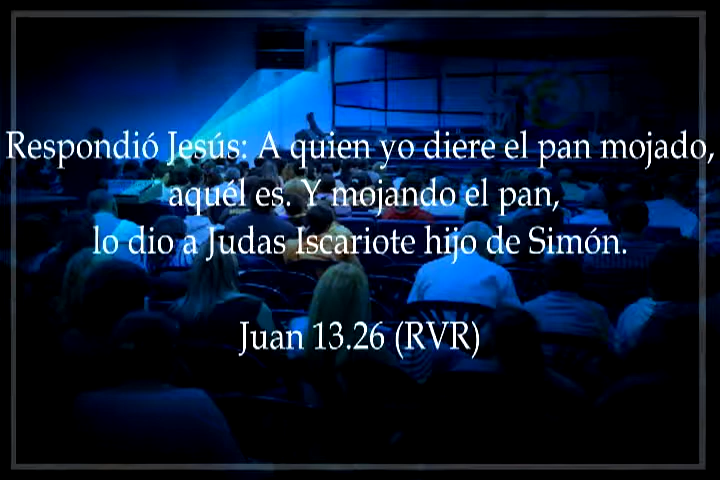 Respondió Jesús: A quien yo diere el pan mojado,
aquél es. Y mojando el pan,
lo dio a Judas Iscariote hijo de Simón.
Juan 13.26 (RVR)